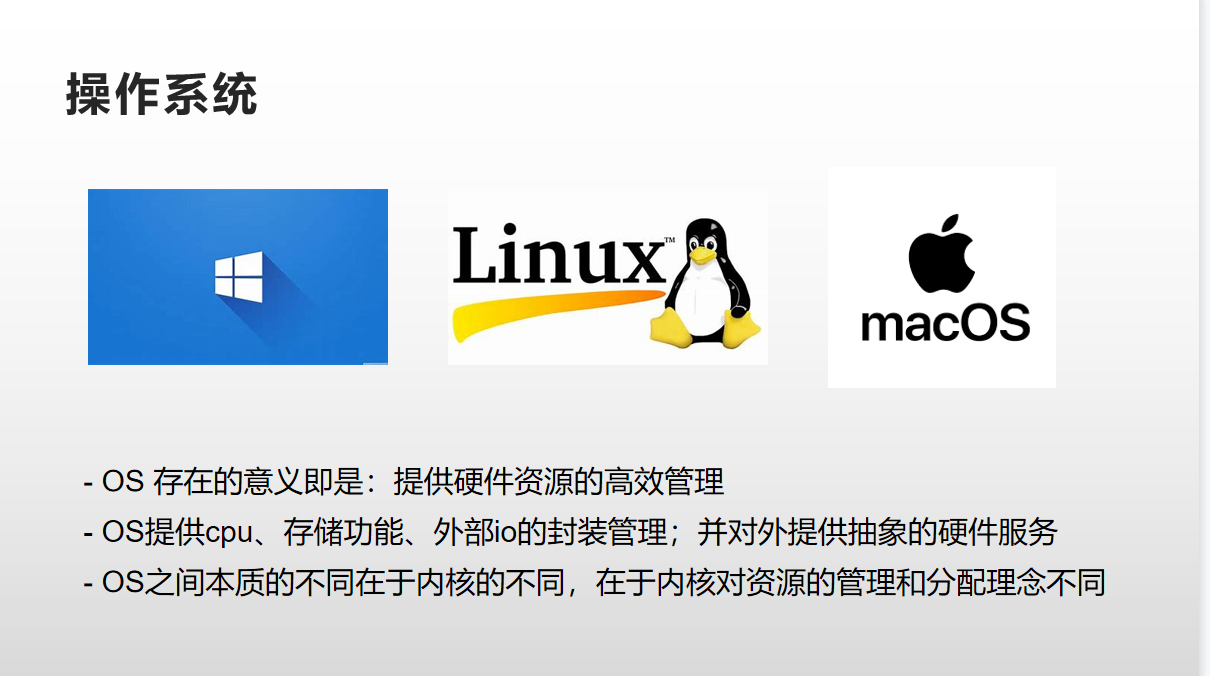 操作系统
Linux™
macOS
- OS 存在的意义即是：提供硬件资源的高效管理
- OS提供cpu、存储功能、外部io的封装管理；并对外提供抽象的硬件服务
- OS之间本质的不同在于内核的不同，在于内核对资源的管理和分配理念不同